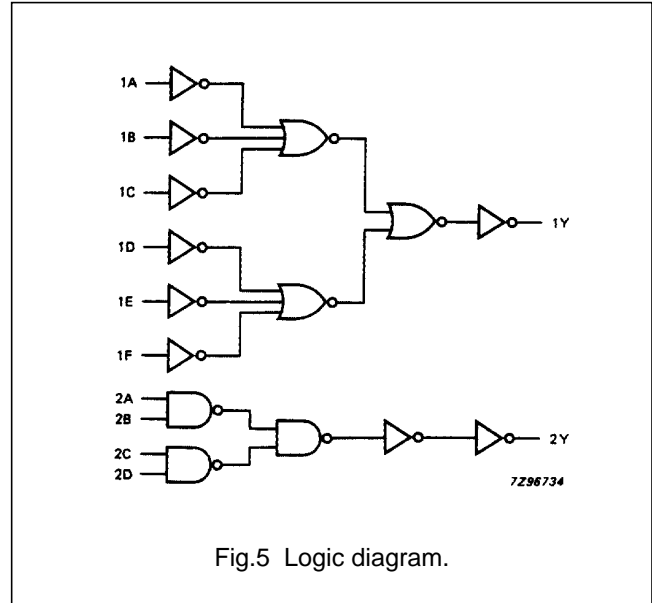 1A
1B
1C
1D
1E
1F
1Y
2A
2B
2C
2D
2Y
7Z96734
Fig.5 Logic diagram.